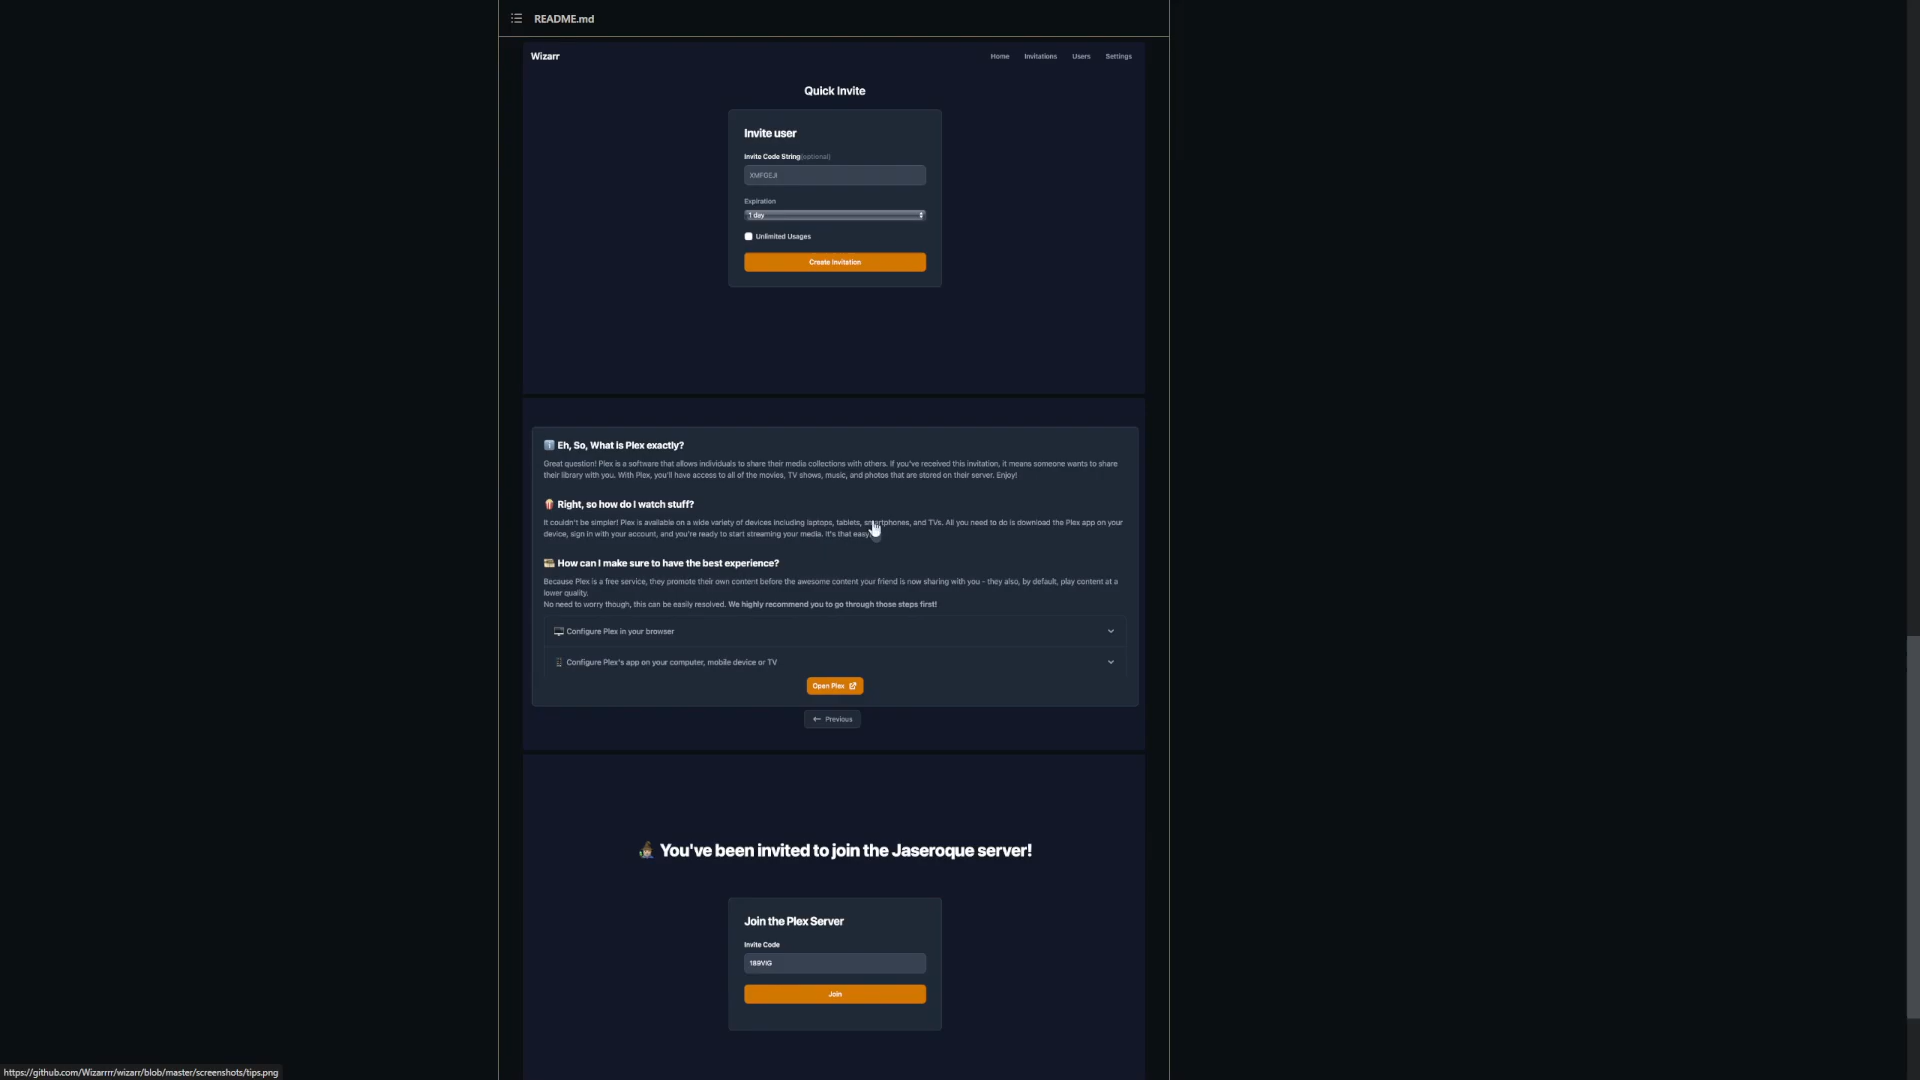 README.md
Wizarr
Home Invitations Users Settings
Quick Invite
Invite user
Invite Code String(optional)
XMFGEJI
Expiration
1 day
Unlimited Usages
Create Invitation
Eh, So, What is Plex exactly?
Great question! Plex is a software that allows individuals to share their media collections with others. If you've received this invitation, it means someone wants to share
their library with you. With Plex, you'll have access to all of the movies, TV shows, music, and photos that are stored on their server. Enjoy!
Right, so how do I watch stuff?
It couldn't be simpler! Plex is available on a wide variety of devices including laptops, tablets, smartphones, and TVs. All you need to do is download the Plex app on your
device, sign in with your account, and you're ready to start streaming your media. It's that easy
How can I make sure to have the best experience?
Because Plex is a free service, they promote their own content before the awesome content your friend is now sharing with you - they also, by default, play content at a
lower quality.
No need to worry though, this can be easily resolved. We highly recommend you to go through those steps first!
Configure Plex in your browser
Configure Plex's app on your computer, mobile device or TV
Open Plex
Previous
You've been invited to join the Jaseroque server!
Join the Plex Server
Invite Code
189VIG
Join
https://github.com/Wizarrrr/wizarr/blob/master/screenshots/tips.png